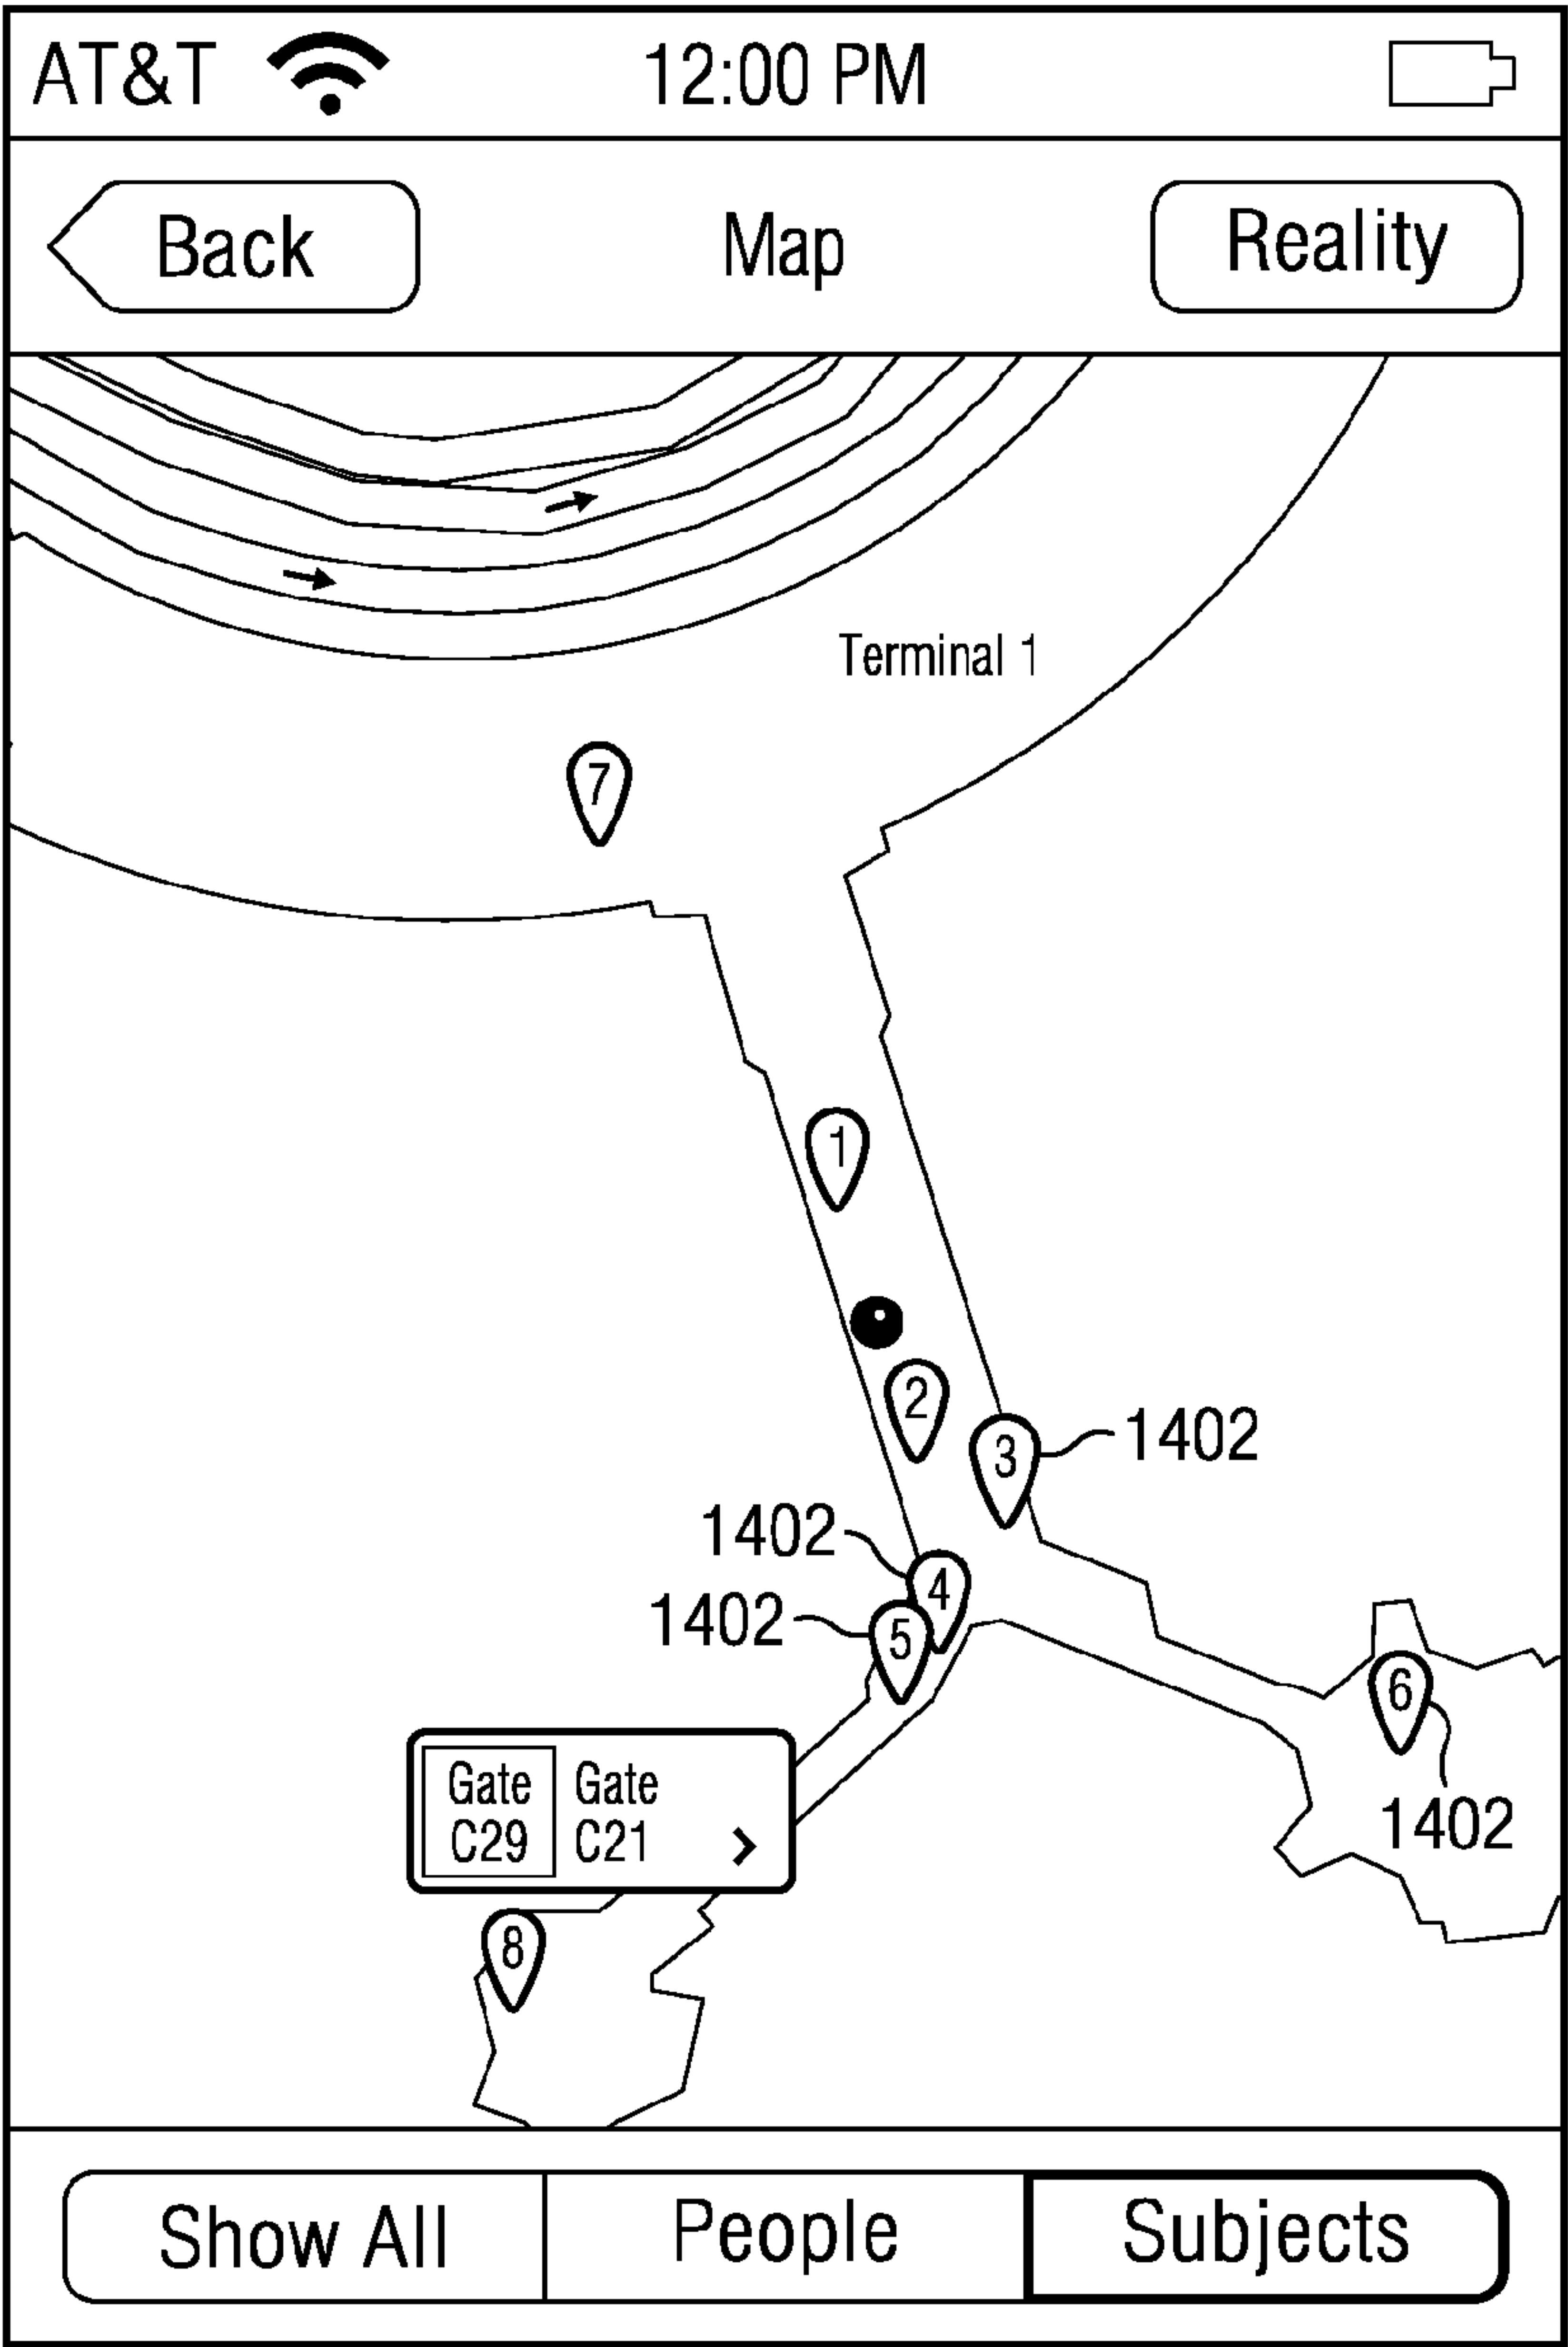 AT&T 12:00 PM
Back Map Reality
Terminal 1
7
1
2
3 1402
1402 4
1402 5
6
1402
Gate Gate
C29 C21 >
8
Show All People Subjects